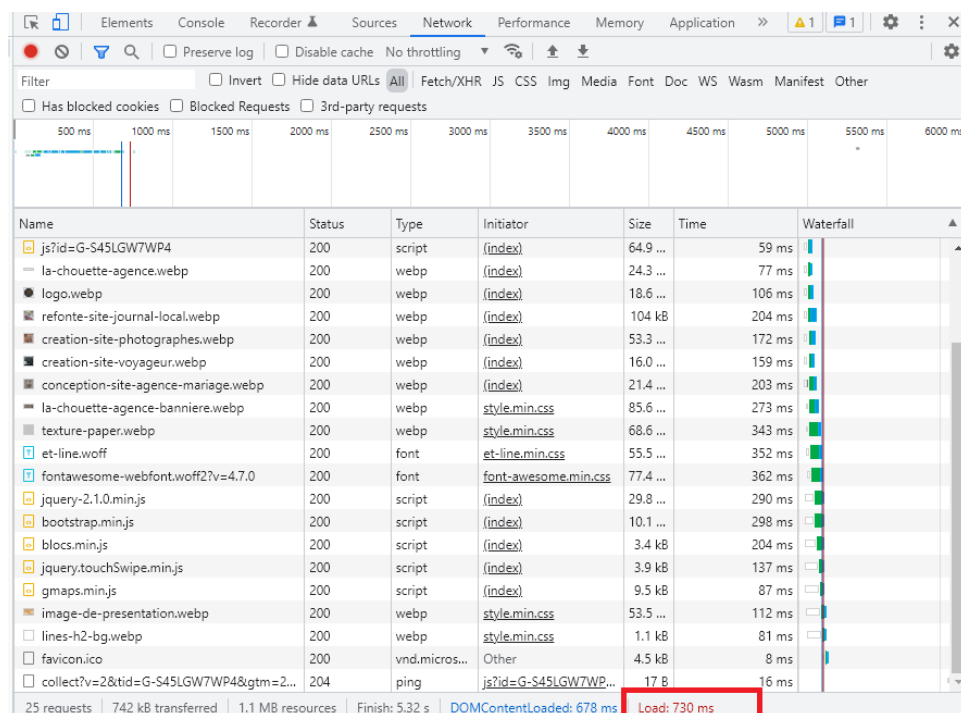 Elements Console Recorder Sources Network Performance Memory Application » 1 1
Preserve log Disable cache No throttling
Filter Invert Hide data URLs All Fetch/XHR JS CSS Img Media Font Doc WS Wasm Manifest Other
Has blocked cookies Blocked Requests 3rd-party requests
500 ms 1000 ms 1500 ms 2000 ms 2500 ms 3000 ms 3500 ms 4000 ms 4500 ms 5000 ms 5500 ms 6000 ms
Name Status Type Initiator Size Time Waterfall
js?id=G-S45LGW7WP4 200 script (index) 64.9 ... 59 ms
la-chouette-agence.webp 200 webp (index) 24.3 ... 77 ms
logo.webp 200 webp (index) 18.6 ... 106 ms
refonte-site-journal-local.webp 200 webp (index) 104 kB 204 ms
creation-site-photographes.webp 200 webp (index) 53.3 ... 172 ms
creation-site-voyageur.webp 200 webp (index) 16.0 ... 159 ms
conception-site-agence-mariage.webp 200 webp (index) 21.4 ... 203 ms
la-chouette-agence-banniere.webp 200 webp style.min.css 85.6 ... 273 ms
texture-paper.webp 200 webp style.min.css 68.6 ... 343 ms
et-line.woff 200 font et-line.min.css 55.5 ... 352 ms
fontawesome-webfont.woff2?v=4.7.0 200 font font-awesome.min.css 77.4 ... 362 ms
jquery-2.1.0.min.js 200 script (index) 29.8 ... 290 ms
bootstrap.min.js 200 script (index) 10.1 ... 298 ms
blocs.min.js 200 script (index) 3.4 kB 204 ms
jquery.touchSwipe.min.js 200 script (index) 3.9 kB 137 ms
gmaps.min.js 200 script (index) 9.5 kB 87 ms
image-de-presentation.webp 200 webp style.min.css 53.5 ... 112 ms
lines-h2-bg.webp 200 webp style.min.css 1.1 kB 81 ms
favicon.ico 200 vnd.micros... Other 4.5 kB 8 ms
collect?v=2&tid=G-S45LGW7WP4&gtm=2... 204 ping js?id=G-S45LGW7WP... 17 B 16 ms
25 requests 742 kB transferred 1.1 MB resources Finish: 5.32 s DOMContentLoaded: 678 ms Load: 730 ms